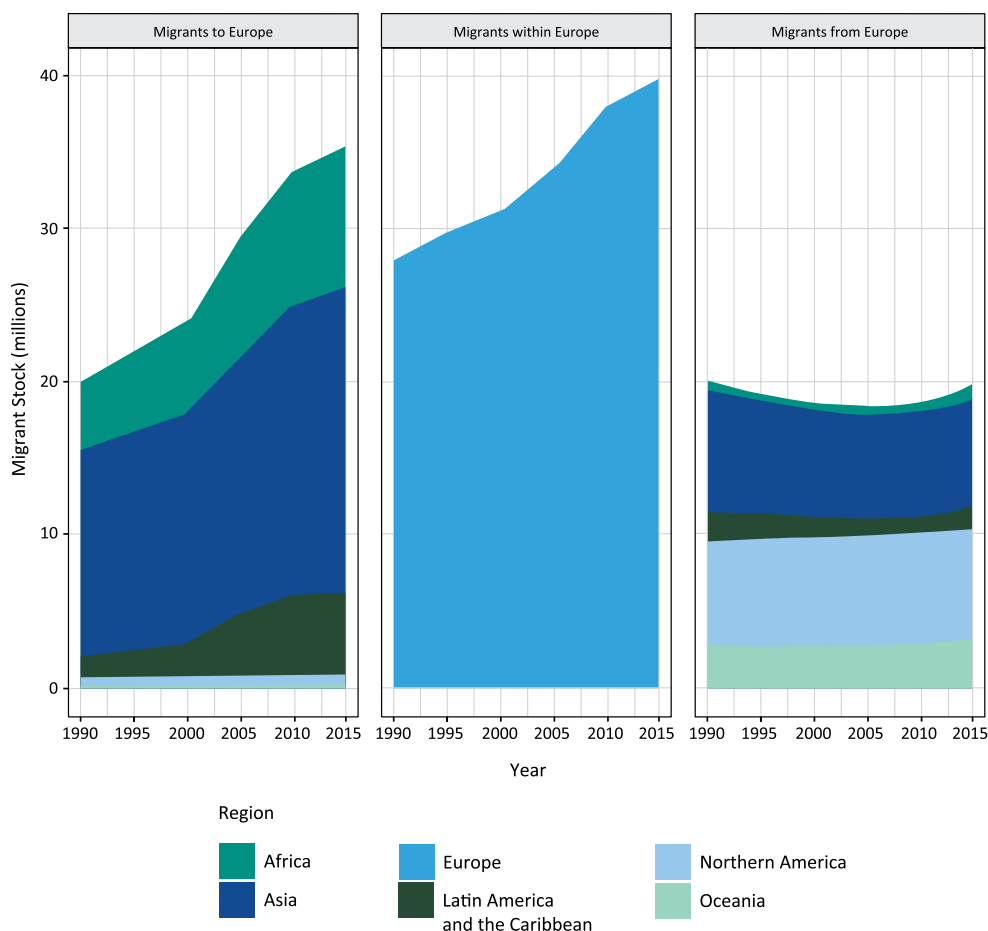 Migrants to Europe
Migrants within Europe
Migrants from Europe
Migrant Stock (millions)
40
30
20
10
0
1990 1995 2000 2005 2010 2015
1990 1995 2000 2005 2010 2015
1990 1995 2000 2005 2010 2015
Year
Region
Africa
Asia
Europe
Latin America
and the Caribbean
Northern America
Oceania